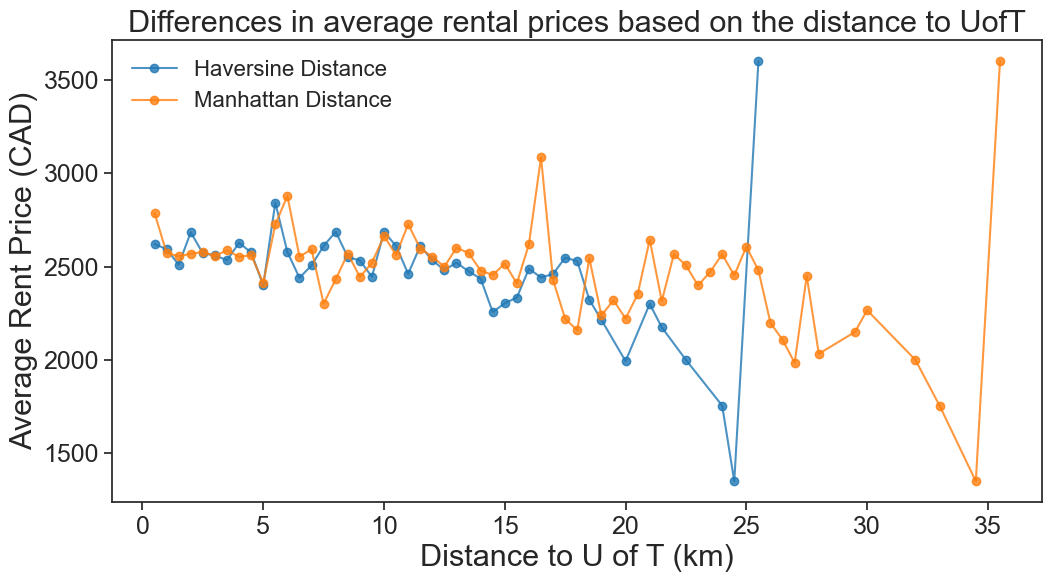 Differences in average rental prices based on the distance to UofT
Haversine Distance
Manhattan Distance
Average Rent Price (CAD)
3500
3000
2500
2000
1500
0 5 10 15 20 25 30 35
Distance to U of T (km)